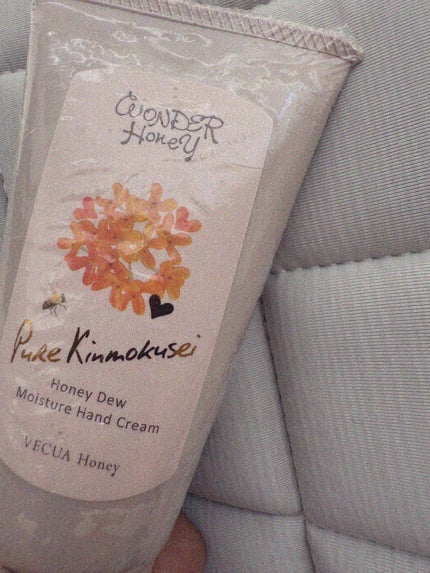 WONDER
Honey
Pure Kinmokusei
Honey Dew
Moisture Hand Cream
VECUA Honey